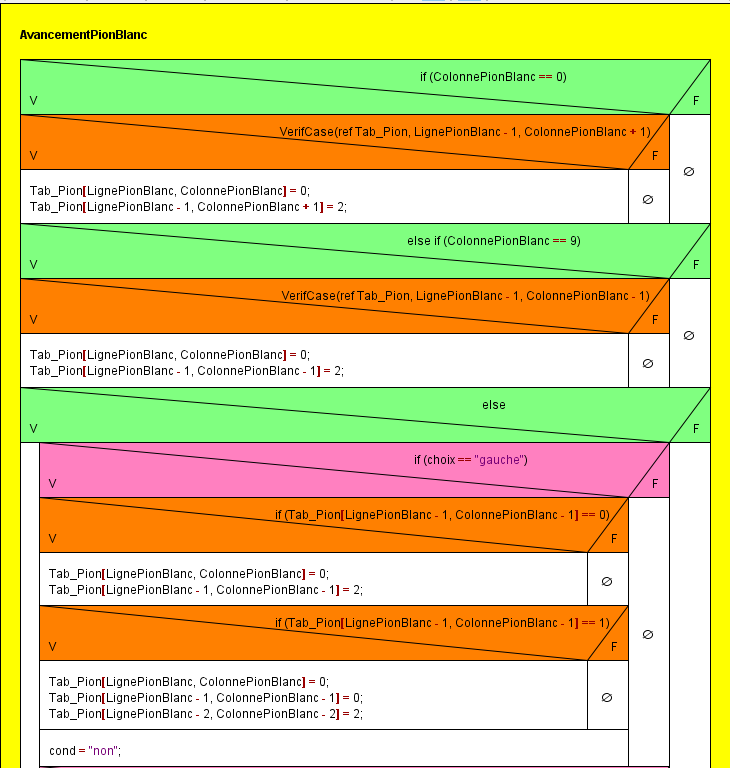 AvancementPionBlanc
if (ColonnePionBlanc == 0)
V
F
VerifCase(ref Tab_Pion, LignePionBlanc - 1, ColonnePionBlanc + 1)
V
F
∅
Tab_Pion[LignePionBlanc, ColonnePionBlanc] = 0;
Tab_Pion[LignePionBlanc - 1, ColonnePionBlanc + 1] = 2;
∅
else if (ColonnePionBlanc == 9)
V
F
VerifCase(ref Tab_Pion, LignePionBlanc - 1, ColonnePionBlanc - 1)
V
F
∅
Tab_Pion[LignePionBlanc, ColonnePionBlanc] = 0;
Tab_Pion[LignePionBlanc - 1, ColonnePionBlanc - 1] = 2;
∅
else
V
F
if (choix == "gauche")
V
F
if (Tab_Pion[LignePionBlanc - 1, ColonnePionBlanc - 1] == 0)
V
F
Tab_Pion[LignePionBlanc, ColonnePionBlanc] = 0;
Tab_Pion[LignePionBlanc - 1, ColonnePionBlanc - 1] = 2;
∅
if (Tab_Pion[LignePionBlanc - 1, ColonnePionBlanc - 1] == 1)
V
F
∅
Tab_Pion[LignePionBlanc, ColonnePionBlanc] = 0;
Tab_Pion[LignePionBlanc - 1, ColonnePionBlanc - 1] = 0;
Tab_Pion[LignePionBlanc - 2, ColonnePionBlanc - 2] = 2;
∅
cond = "non";